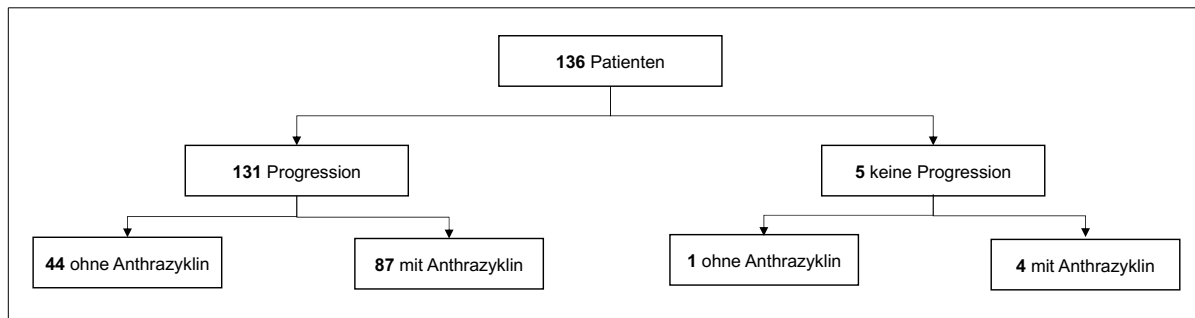 136 Patienten
131 Progression
5 keine Progression
44 ohne Anthrazyklin
87 mit Anthrazyklin
1 ohne Anthrazyklin
4 mit Anthrazyklin